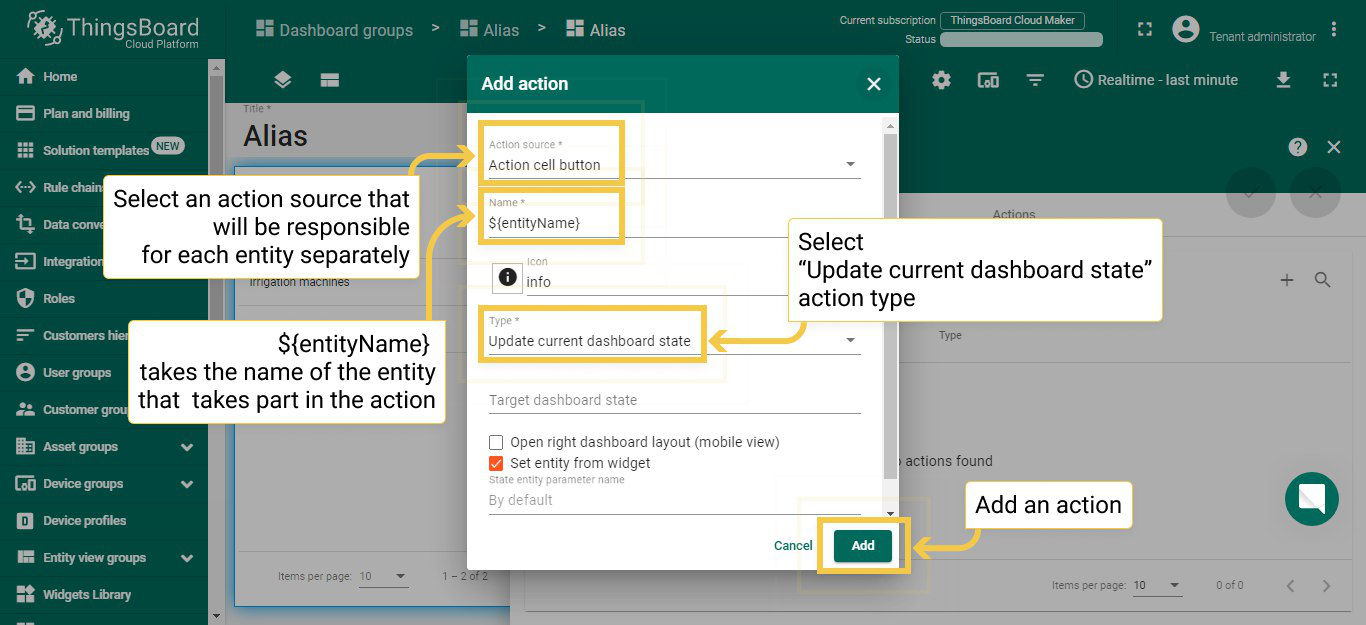 ThingsBoard
Cloud Platform
Dashboard groups > Alias > Alias
Current subscription ThingsBoard Cloud Maker
Status
Tenant administrator
Home
Plan and billing
Solution templates NEW
Rule chain
Data conve
Integration
Roles
Customers hier
User groups
Customer grou
Asset groups
Device groups
Device profiles
Entity view groups
Widgets Library
Realtime - last minute
Title *
Alias
Irrigation machines
Items per page: 10
1 – 2 of 2
Add action
Action source *
Action cell button
Name *
${entityName}
Icon
info
Type *
Update current dashboard state
Target dashboard state
Open right dashboard layout (mobile view)
Set entity from widget
State entity parameter name
By default
Cancel
Add
Select an action source that
will be responsible
for each entity separately
${entityName}
takes the name of the entity
that takes part in the action
Select
“Update current dashboard state”
action type
Add an action
Actions
Type
actions found
Items per page: 10
0 of 0